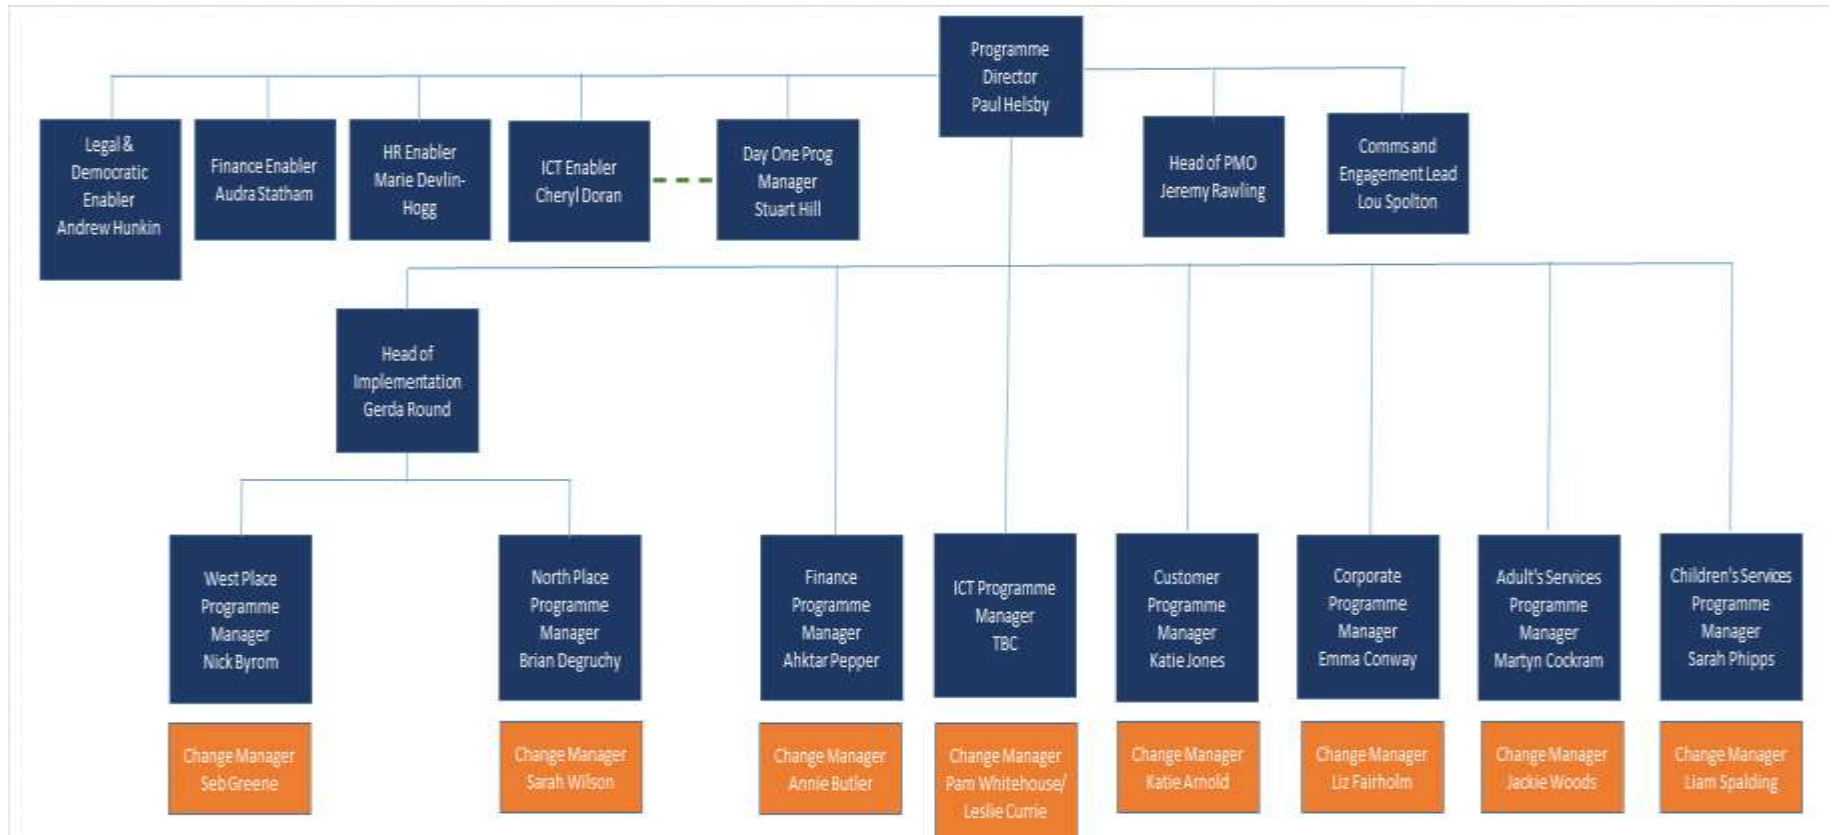 Programme
Director
Paul Helsby
Legal &
Democratic
Enabler
Andrew Hunkin
Finance Enabler
Audra Statham
HR Enabler
Marie Devlin-
Hogg
ICT Enabler
Cheryl Doran
Day One Prog
Manager
Stuart Hill
Head of PMO
Jeremy Rawling
Comms and
Engagement Lead
Lou Spolton
Head of
Implementation
Gerda Round
West Place
Programme
Manager
Nick Byrom
North Place
Programme
Manager
Brian Degruchy
Finance
Programme
Manager
Ahktar Pepper
ICT Programme
Manager
TBC
Customer
Programme
Manager
Katie Jones
Corporate
Programme
Manager
Emma Conway
Adult's Services
Programme
Manager
Martyn Cockram
Children's Services
Programme
Manager
Sarah Phipps
Change Manager
Seb Greene
Change Manager
Sarah Wilson
Change Manager
Annie Butler
Change Manager
Pam Whitehouse/
Leslie Currie
Change Manager
Katie Arnold
Change Manager
Liz Fairholm
Change Manager
Jackie Woods
Change Manager
Liam Spalding